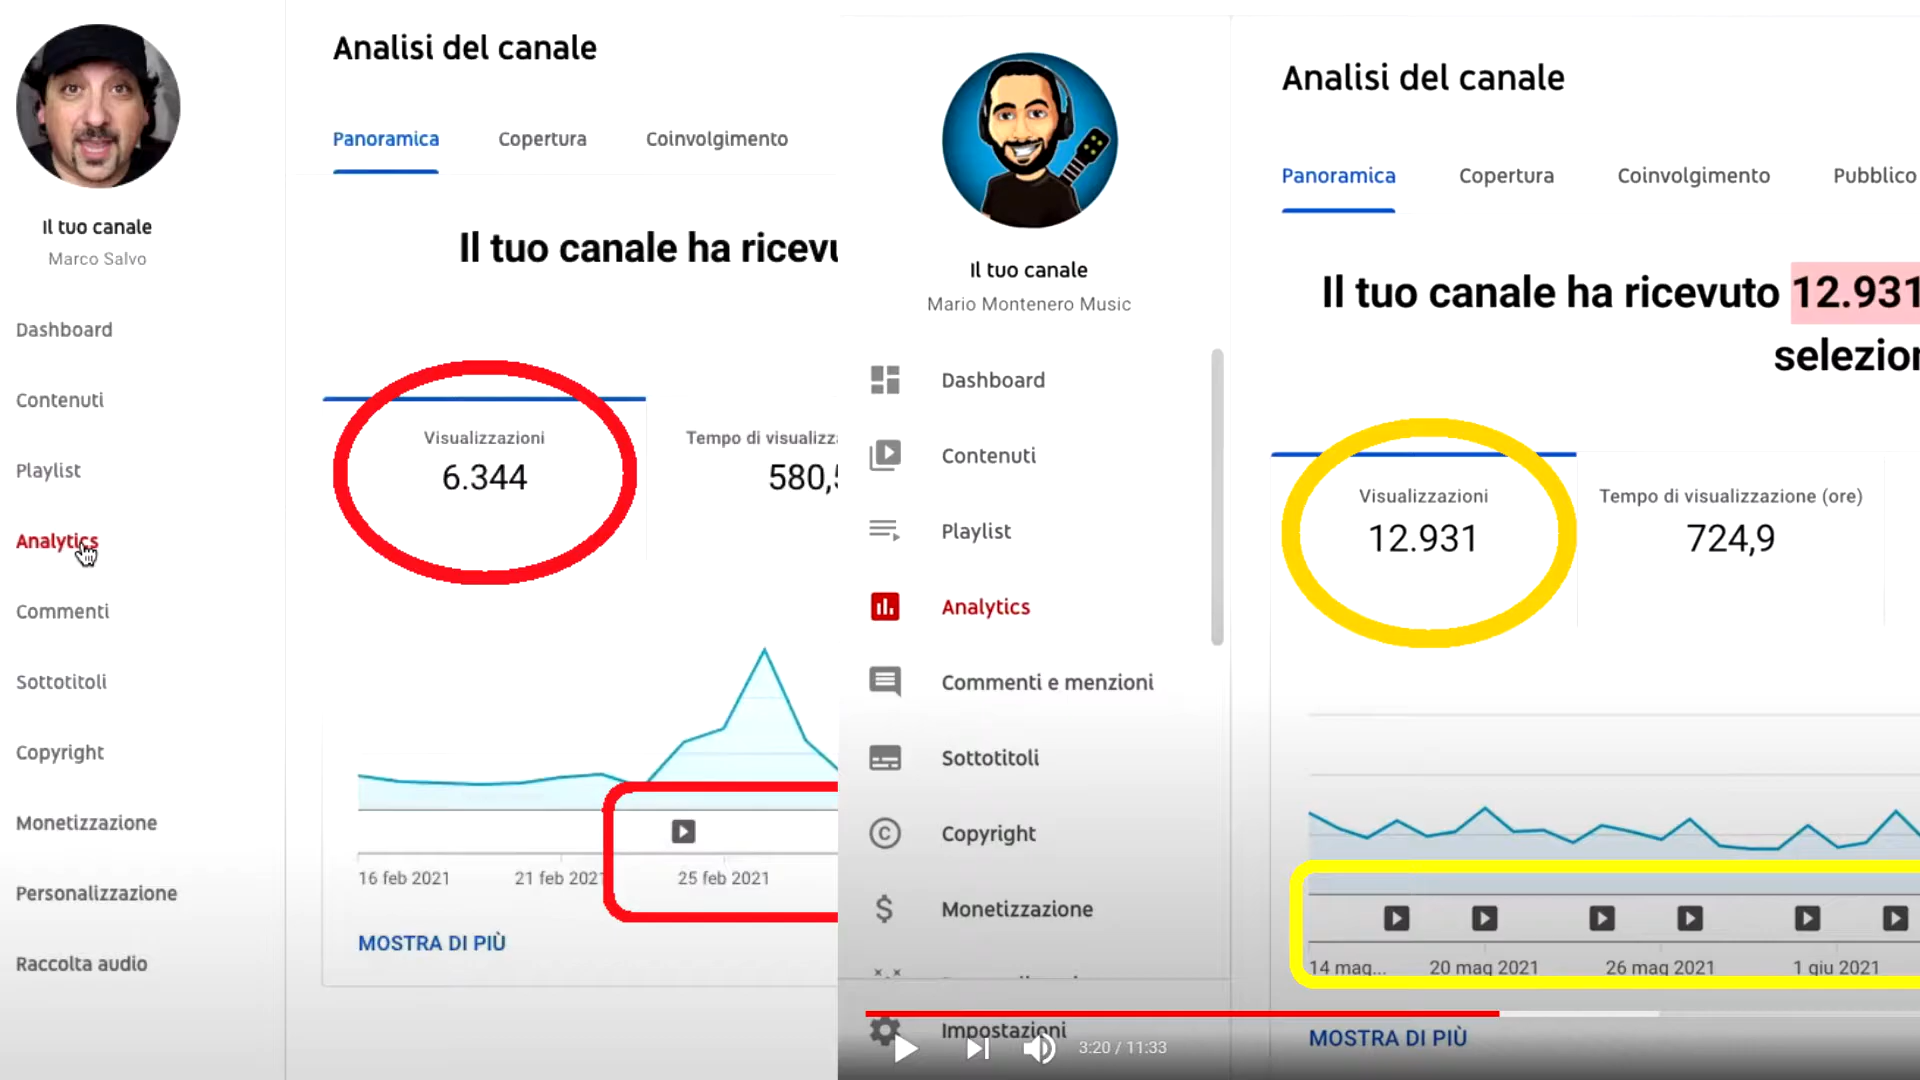 Analisi del canale
Panoramica
Copertura
Coinvolgimento
Il tuo canale
Marco Salvo
Dashboard
Contenuti
Playlist
Analytics
Commenti
Sottotitoli
Copyright
Monetizzazione
Personalizzazione
Raccolta audio
Il tuo canale ha ricevu
Visualizzazioni
6.344
Tempo di visualizz
580,5
16 feb 2021
21 feb 2021
25 feb 2021
MOSTRA DI PIÙ
Analisi del canale
Panoramica
Copertura
Coinvolgimento
Pubblico
Il tuo canale
Mario Montenero Music
Dashboard
Contenuti
Playlist
Analytics
Commenti e menzioni
Sottotitoli
Copyright
Monetizzazione
Impostazioni
Il tuo canale ha ricevuto 12.931
selezion
Visualizzazioni
12.931
Tempo di visualizzazione (ore)
724,9
14 mag...
20 mag 2021
26 mag 2021
1 giu 2021
MOSTRA DI PIÙ
3:20 / 11:33